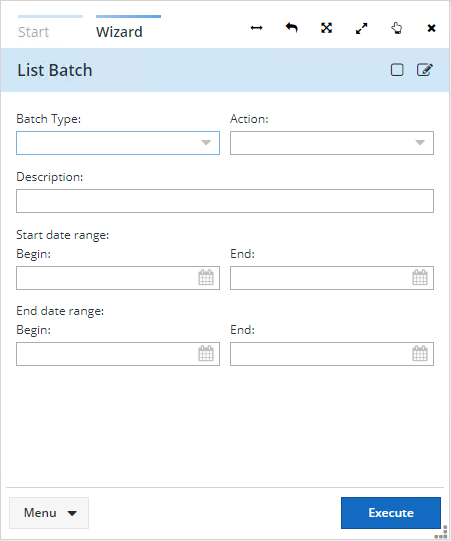 Start Wizard
List Batch
Batch Type: Action:
Description:
Start date range:
Begin: End:
End date range:
Begin: End:
Menu Execute